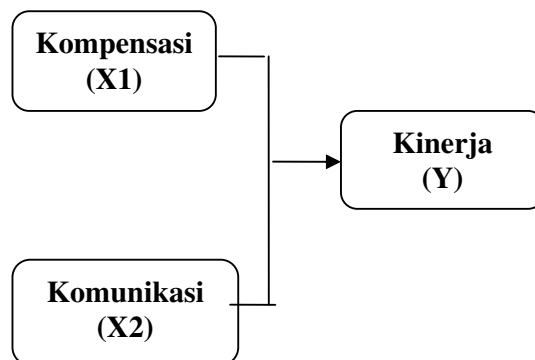 Kompensasi
(X1)
Kinerja
(Y)
Komunikasi
(X2)